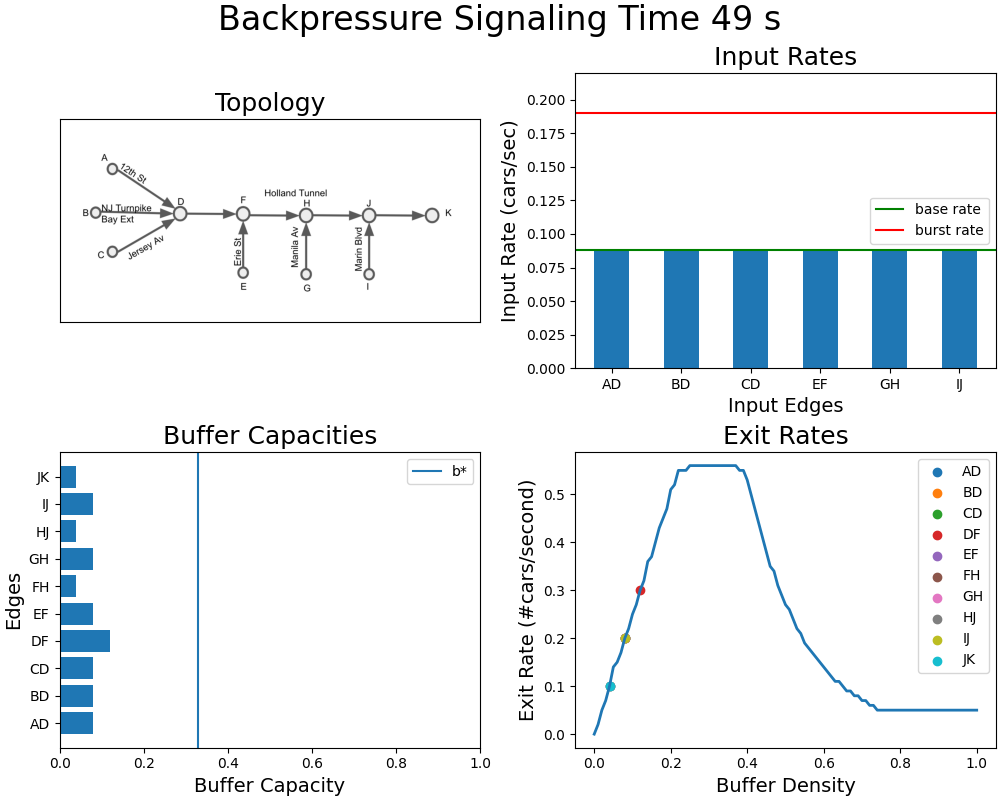 Backpressure Signaling Time 49 s
Topology
A
12th St
B
NJ Turnpike
Bay Ext
C
Jersey Av
D
F
Holland Tunnel
H
J
K
Erie St
Manila Av
Marin Blvd
E
G
I
Input Rates
Input Rate (cars/sec)
0.200
0.175
0.150
0.125
0.100
0.075
0.050
0.025
0.000
base rate
burst rate
AD BD CD EF GH IJ
Input Edges
Buffer Capacities
Edges
JK
IJ
HJ
GH
FH
EF
DF
CD
BD
AD
b*
0.0 0.2 0.4 0.6 0.8 1.0
Buffer Capacity
Exit Rates
Exit Rate (#cars/second)
0.5
0.4
0.3
0.2
0.1
0.0
AD
BD
CD
DF
EF
FH
GH
HJ
IJ
JK
0.0 0.2 0.4 0.6 0.8 1.0
Buffer Density